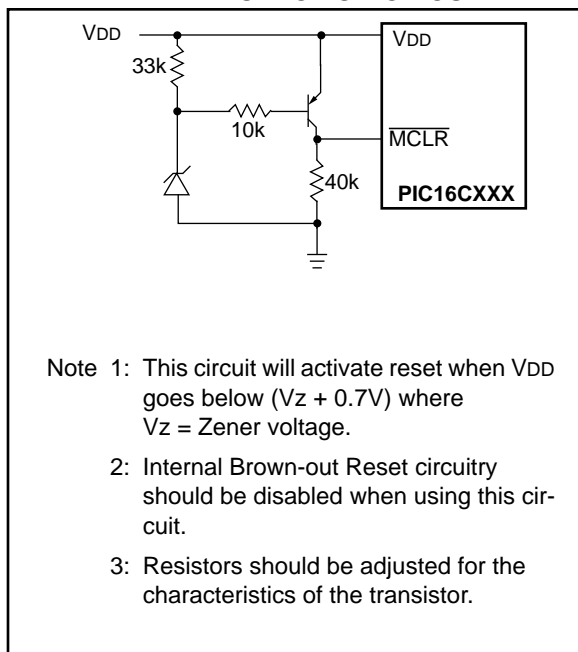 VDD
VDD
33k
10k
MCLR
40k
PIC16CXXX
Note 1: This circuit will activate reset when VDD
goes below (Vz + 0.7V) where
Vz = Zener voltage.
2: Internal Brown-out Reset circuitry
should be disabled when using this cir-
cuit.
3: Resistors should be adjusted for the
characteristics of the transistor.